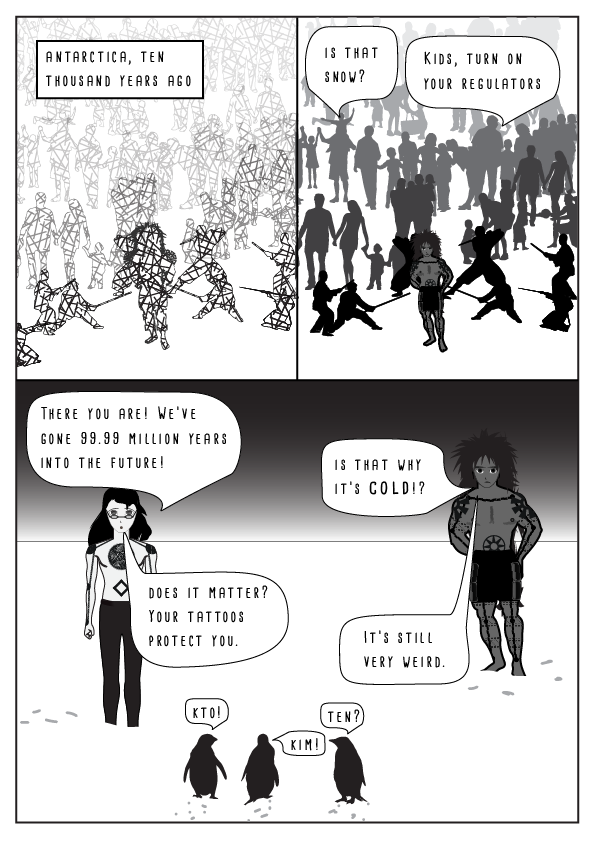 ANTARCTICA, TEN
THOUSAND YEARS AGO
IS THAT
SNOW?
KIDS, TURN ON
YOUR REGULATORS
THERE YOU ARE! WE'VE
GONE 99.99 MILLION YEARS
INTO THE FUTURE!
IS THAT WHY
IT'S COLD!?
DOES IT MATTER?
YOUR TATTOOS
PROTECT YOU.
IT'S STILL
VERY WEIRD.
KTO!
KIM!
TEN?